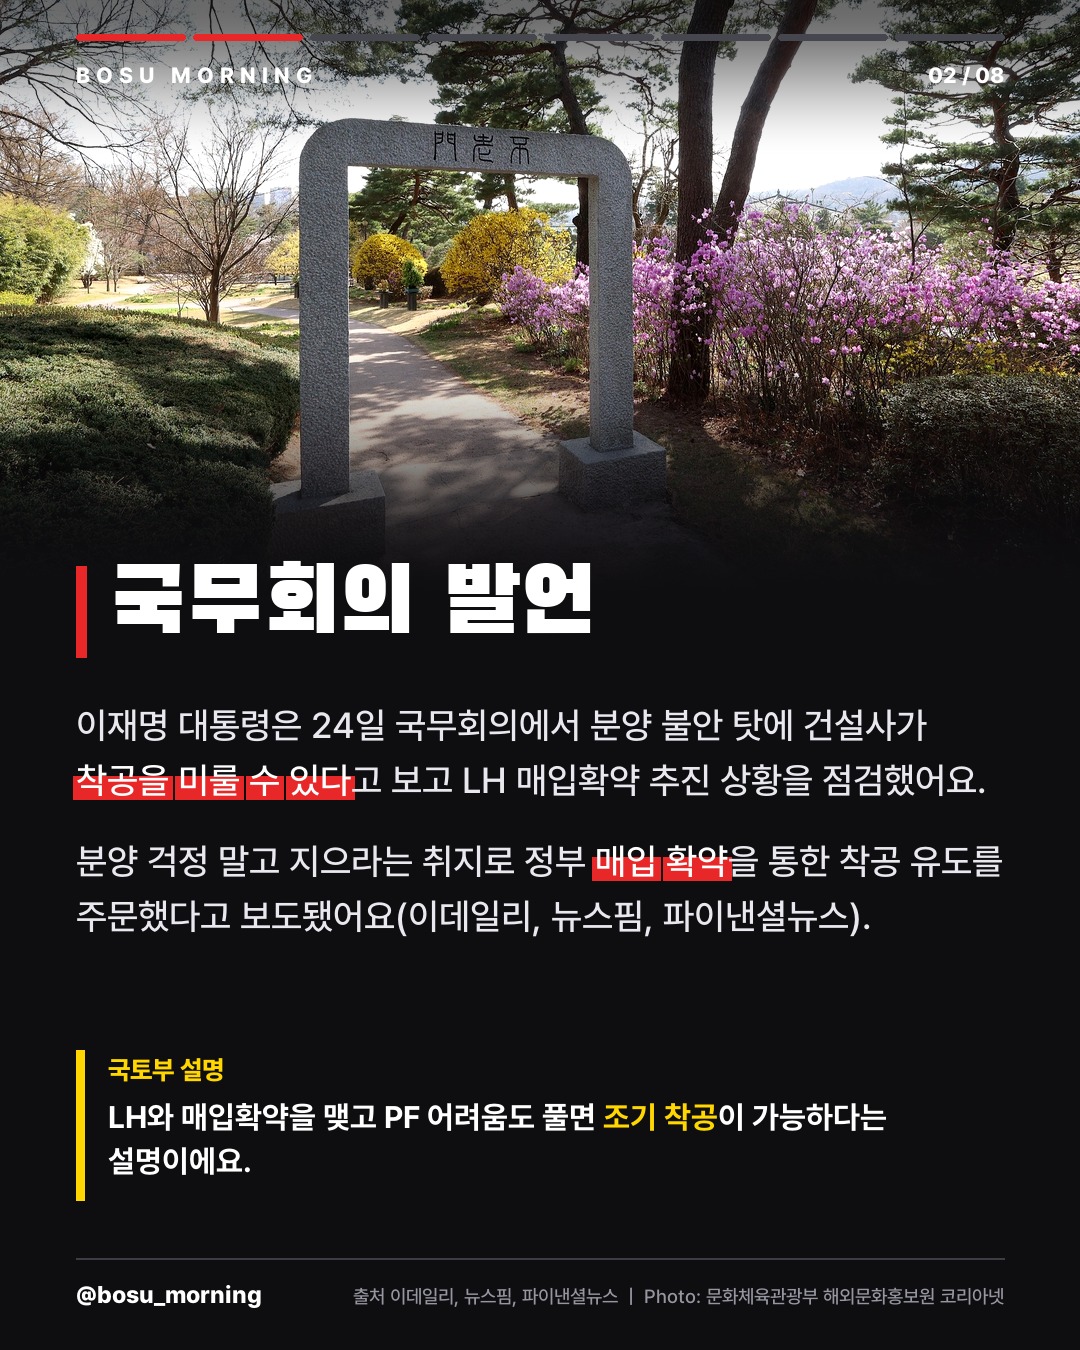 BOSU MORNING
02 / 08
門老不
국무회의 발언
이재명 대통령은 24일 국무회의에서 분양 불안 탓에 건설사가
착공을 미룰 수 있다고 보고 LH 매입확약 추진 상황을 점검했어요.
분양 걱정 말고 지으라는 취지로 정부 매입 확약을 통한 착공 유도를
주문했다고 보도됐어요(이데일리, 뉴스핌, 파이낸셜뉴스).
국토부 설명
LH와 매입확약을 맺고 PF 어려움도 풀면 조기 착공이 가능하다는
설명이에요.
@bosu_morning
출처 이데일리, 뉴스핌, 파이낸셜뉴스 | Photo: 문화체육관광부 해외문화홍보원 코리아넷